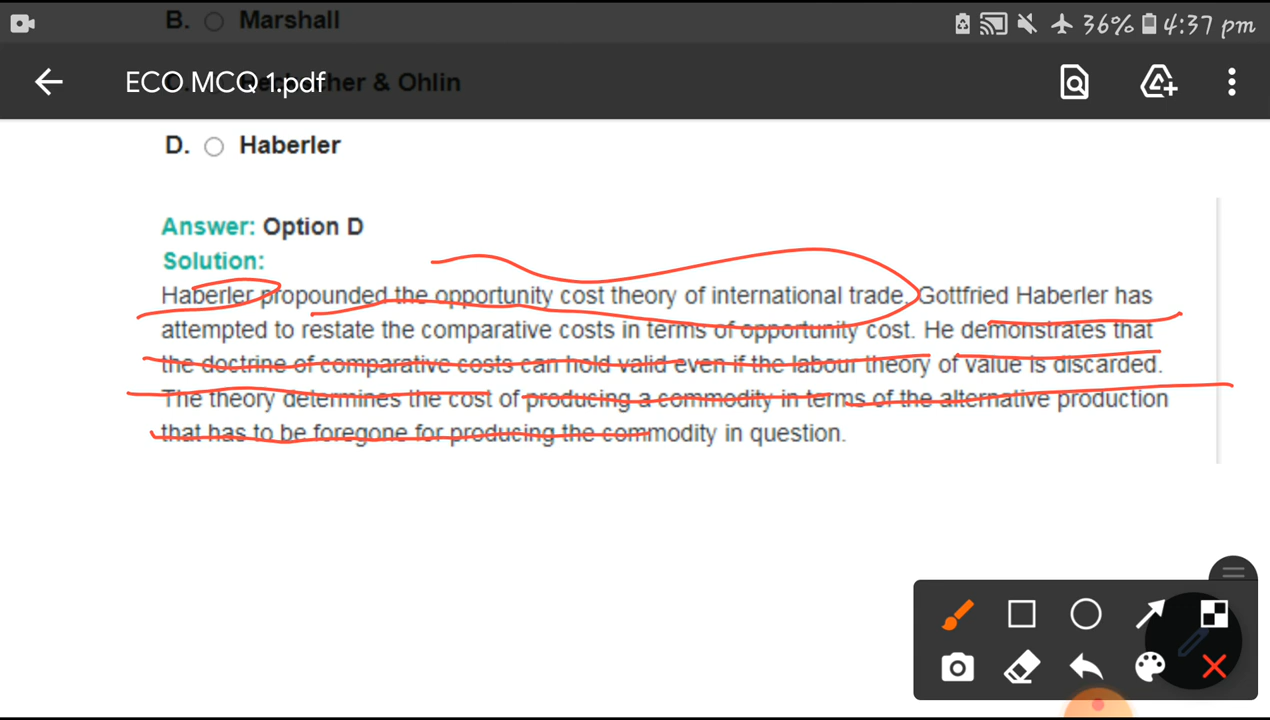 B. Marshall
36% 4:37 pm
ECO MCQ 1.pdf
& Ohlin
D. Haberler
Answer: Option D
Solution:
Haberler propounded the opportunity cost theory of international trade. Gottfried Haberler has
attempted to restate the comparative costs in terms of opportunity cost. He demonstrates that
the doctrine of comparative costs can hold valid even if the labour theory of value is discarded.
The theory determines the cost of producing a commodity in terms of the alternative production
that has to be foregone for producing the commodity in question.